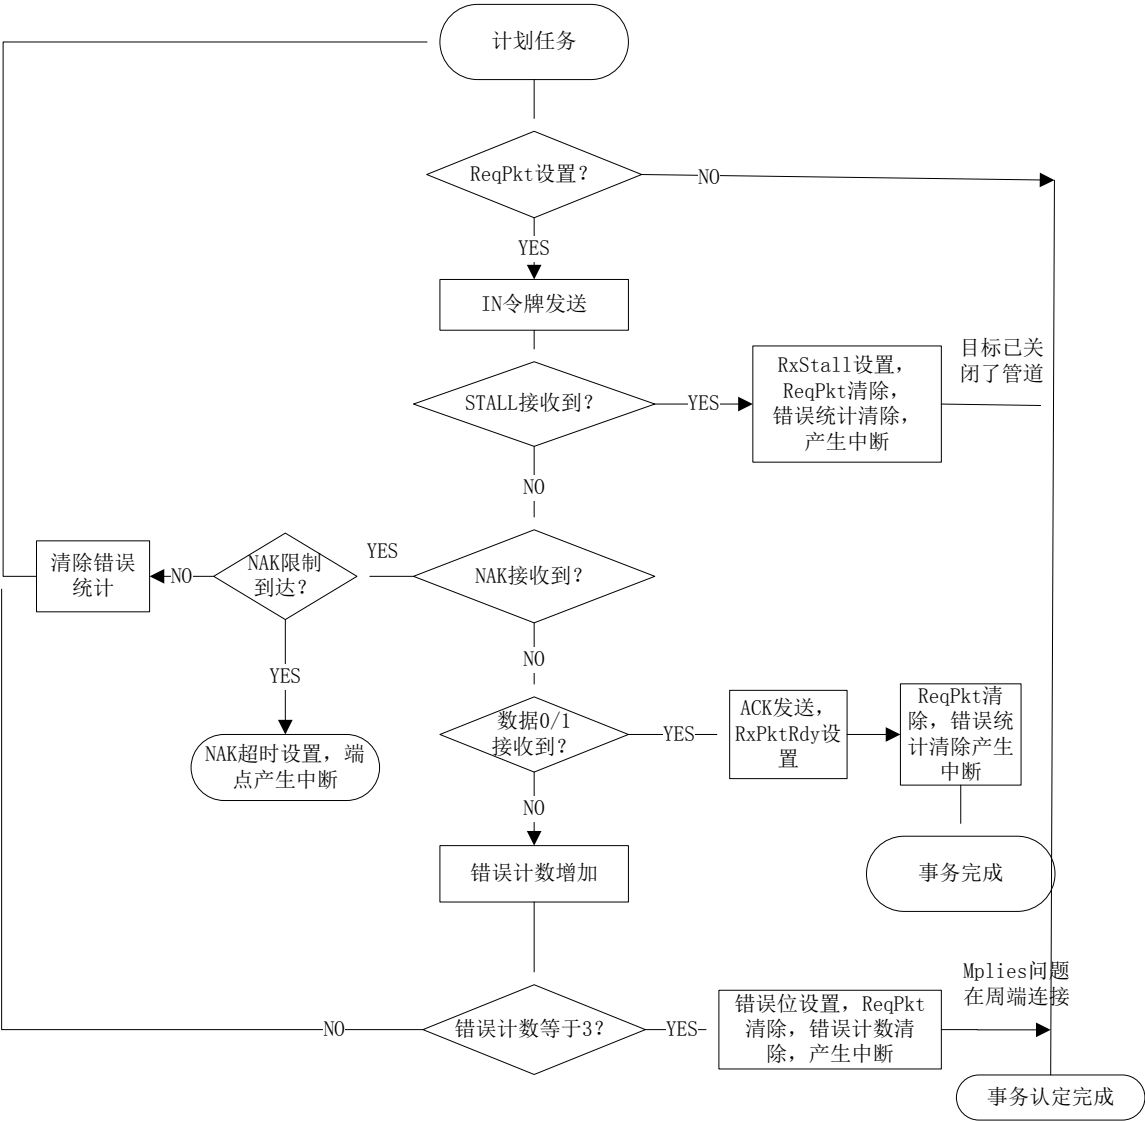 计划任务
ReqPkt设置?
NO
YES
IN令牌发送
STALL接收到?
YES
RxStall设置，
ReqPkt清除，
错误统计清除，
产生中断
目标已关
闭了管道
NO
清除错误
统计
NO
NAK限制
到达?
YES
NAK接收到?
YES
NAK超时设置，端
点产生中断
NO
数据0/1
接收到?
YES
ACK发送，
RxPktRdy设
置
ReqPkt清
除，错误统
计清除产生
中断
NO
错误计数增加
事务完成
NO
错误计数等于3?
YES
错误位设置，ReqPkt
清除，错误计数清
除，产生中断
Mplies问题
在周端连接
事务认定完成